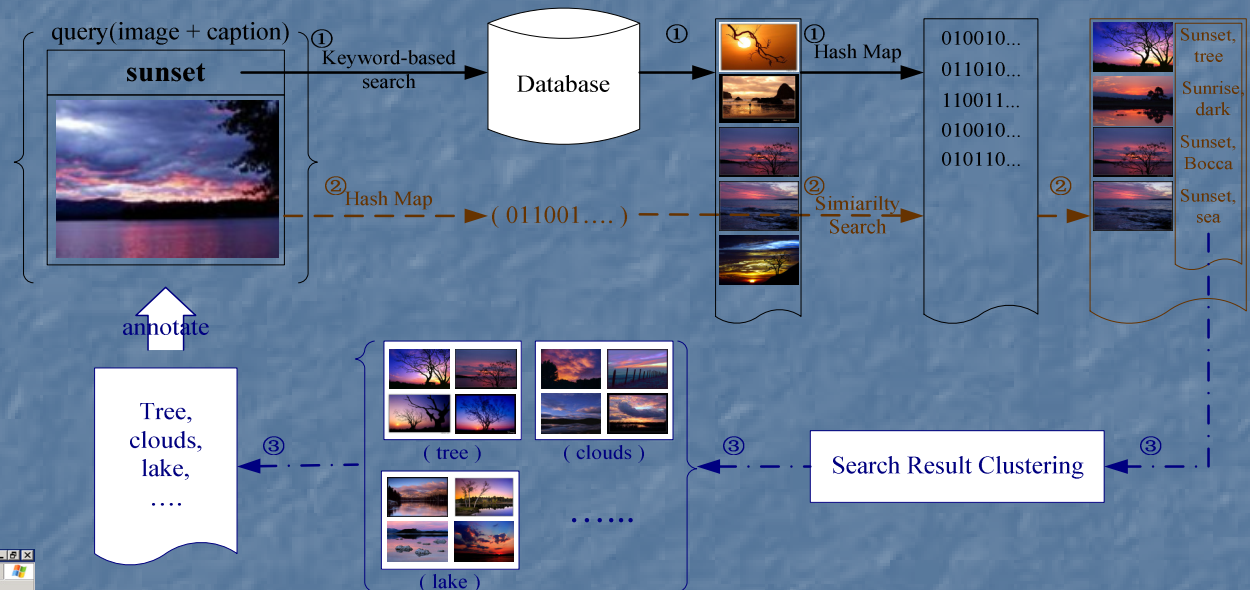 query(image + caption)
sunset
①
Keyword-based
search
Database
①
①
Hash Map
010010...
011010...
110011...
010010...
010110...
Sunset,
tree
Sunrise,
dark
Sunset,
Bocca
Sunset,
sea
②
Hash Map
( 011001.... )
②
Simiarilty
Search
②
annotate
Tree,
clouds,
lake,
....
③
( tree )
( clouds )
( lake )
......
③
Search Result Clustering
③